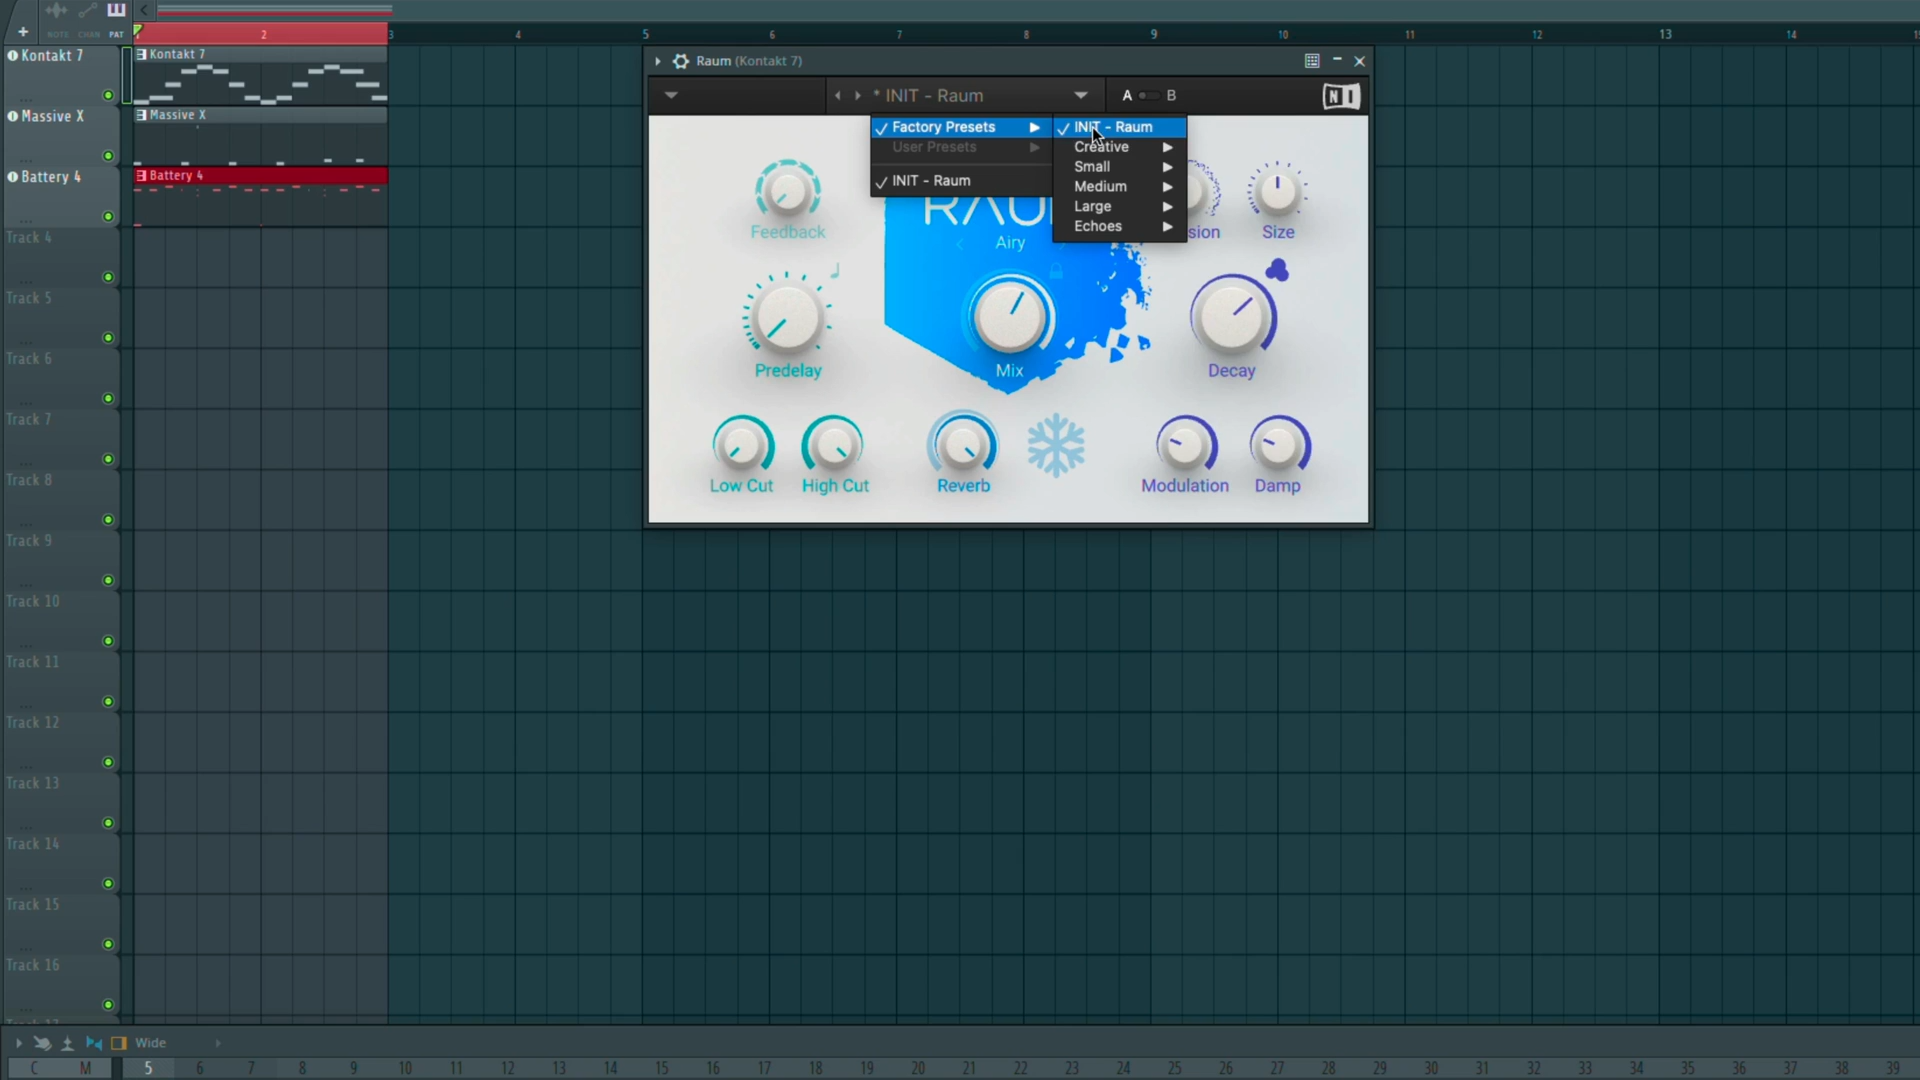 NOTE CHAN PAT
2 3 4 5 6 7 8 9 10 11 12 13 14
Kontakt 7
Kontakt 7
...
Massive X
Massive X
...
Battery 4
Battery 4
...
Track 4
...
Track 5
...
Track 6
...
Track 7
...
Track 8
...
Track 9
...
Track 10
...
Track 11
...
Track 12
...
Track 13
...
Track 14
...
Track 15
...
Track 16
...
Raum (Kontakt 7)
* INIT - Raum
A B
NI
Factory Presets
User Presets
INIT - Raum
INIT - Raum
Creative
Small
Medium
Large
Echoes
Feedback
Airy
Size
Predelay
Mix
Decay
Low Cut
High Cut
Reverb
Modulation
Damp
Wide
C M 5 6 7 8 9 10 11 12 13 14 15 16 17 18 19 20 21 22 23 24 25 26 27 28 29 30 31 32 33 34 35 36 37 38 39